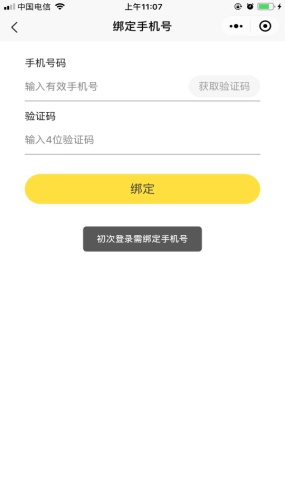 中国电信 上午11:07
绑定手机号
手机号码
输入有效手机号 获取验证码
验证码
输入4位验证码
绑定
初次登录需绑定手机号